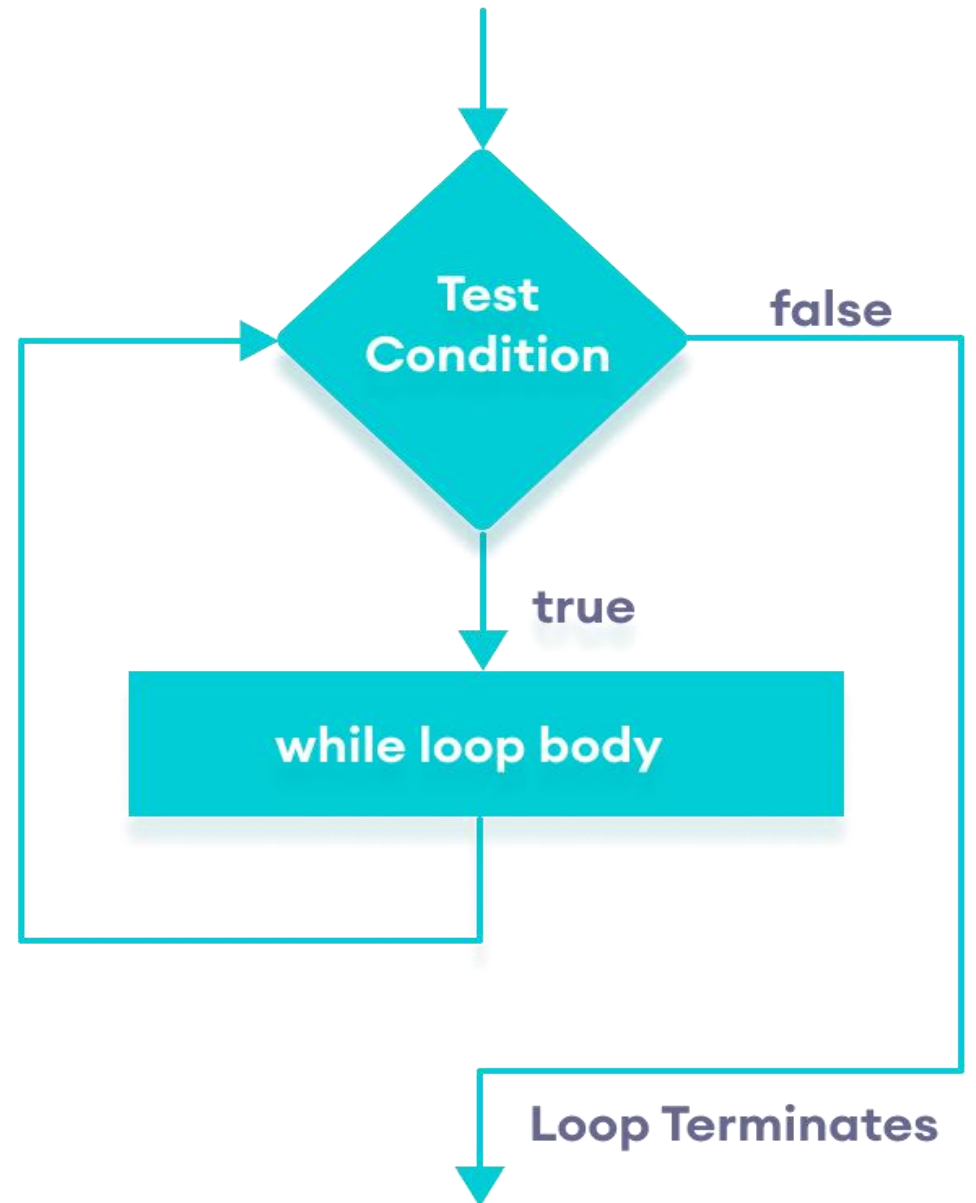 Test
Condition
false
true
while loop body
Loop Terminates